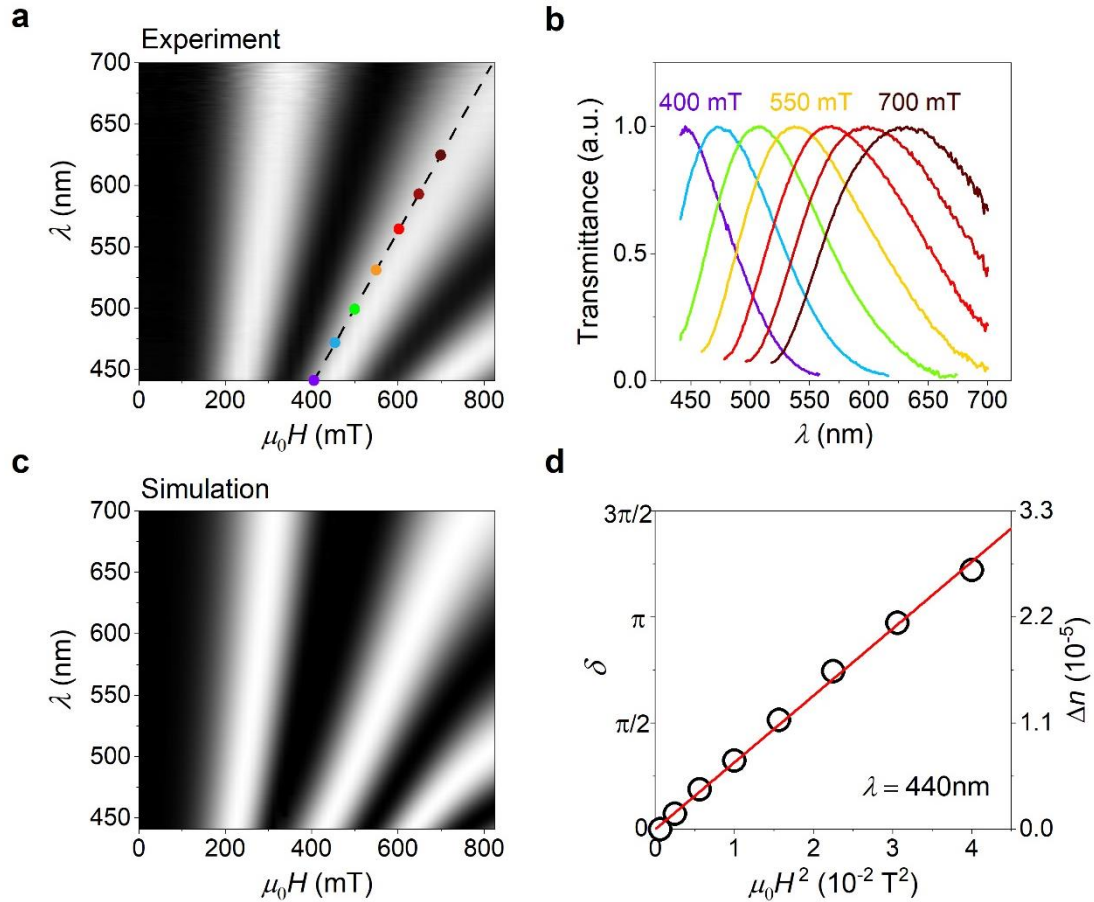 a
Experiment
700
650
600
550
500
450
λ (nm)
0 200 400 600 800
μ₀H (mT)
b
400 mT 550 mT 700 mT
1.0
0.5
0.0
Transmittance (a.u.)
450 500 550 600 650 700
λ (nm)
c
Simulation
700
650
600
550
500
450
λ (nm)
0 200 400 600 800
μ₀H (mT)
d
3π/2
π
π/2
0
δ
3.3
2.2
1.1
0.0
Δn (10⁻⁵)
λ = 440nm
0 1 2 3 4
μ₀H² (10⁻² T²)